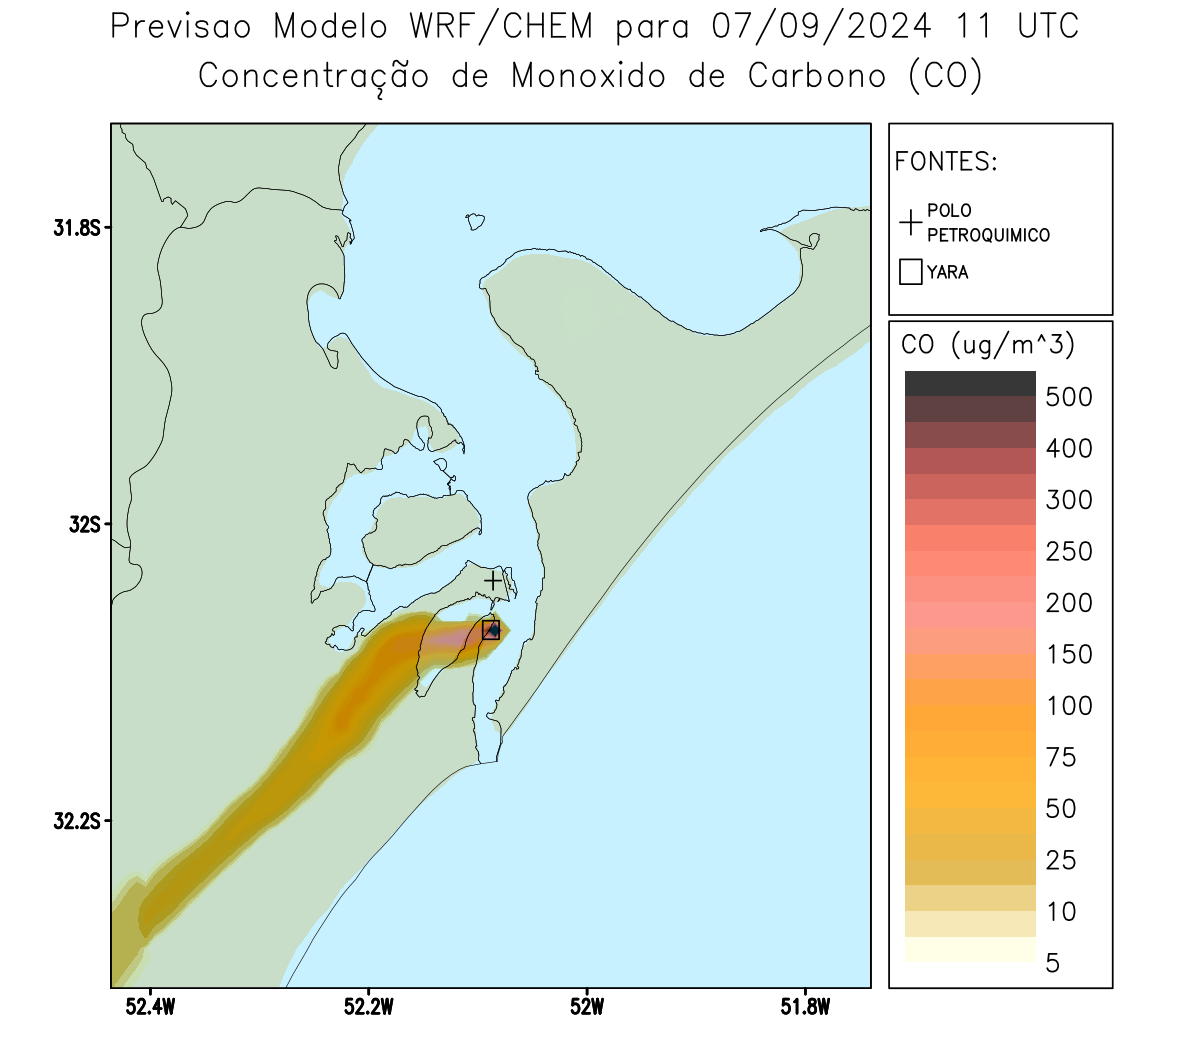 Previsao Modelo WRF/CHEM para 07/09/2024 11 UTC
Concentração de Monoxido de Carbono (CO)
FONTES:
POLO
PETROQUIMICO
YARA
CO (ug/m^3)
500
400
300
250
200
150
100
75
50
25
10
5
31.8S
32S
32.2S
52.4W
52.2W
52W
51.8W